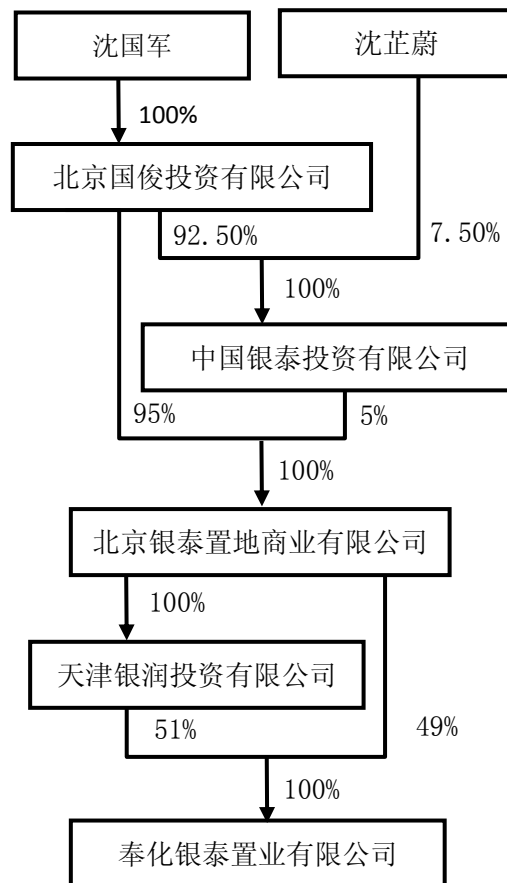 沈国军
沈芷蔚
100%
北京国俊投资有限公司
92.50%
7.50%
100%
中国银泰投资有限公司
95%
5%
100%
北京银泰置地商业有限公司
100%
天津银润投资有限公司
51%
49%
100%
奉化银泰置业有限公司